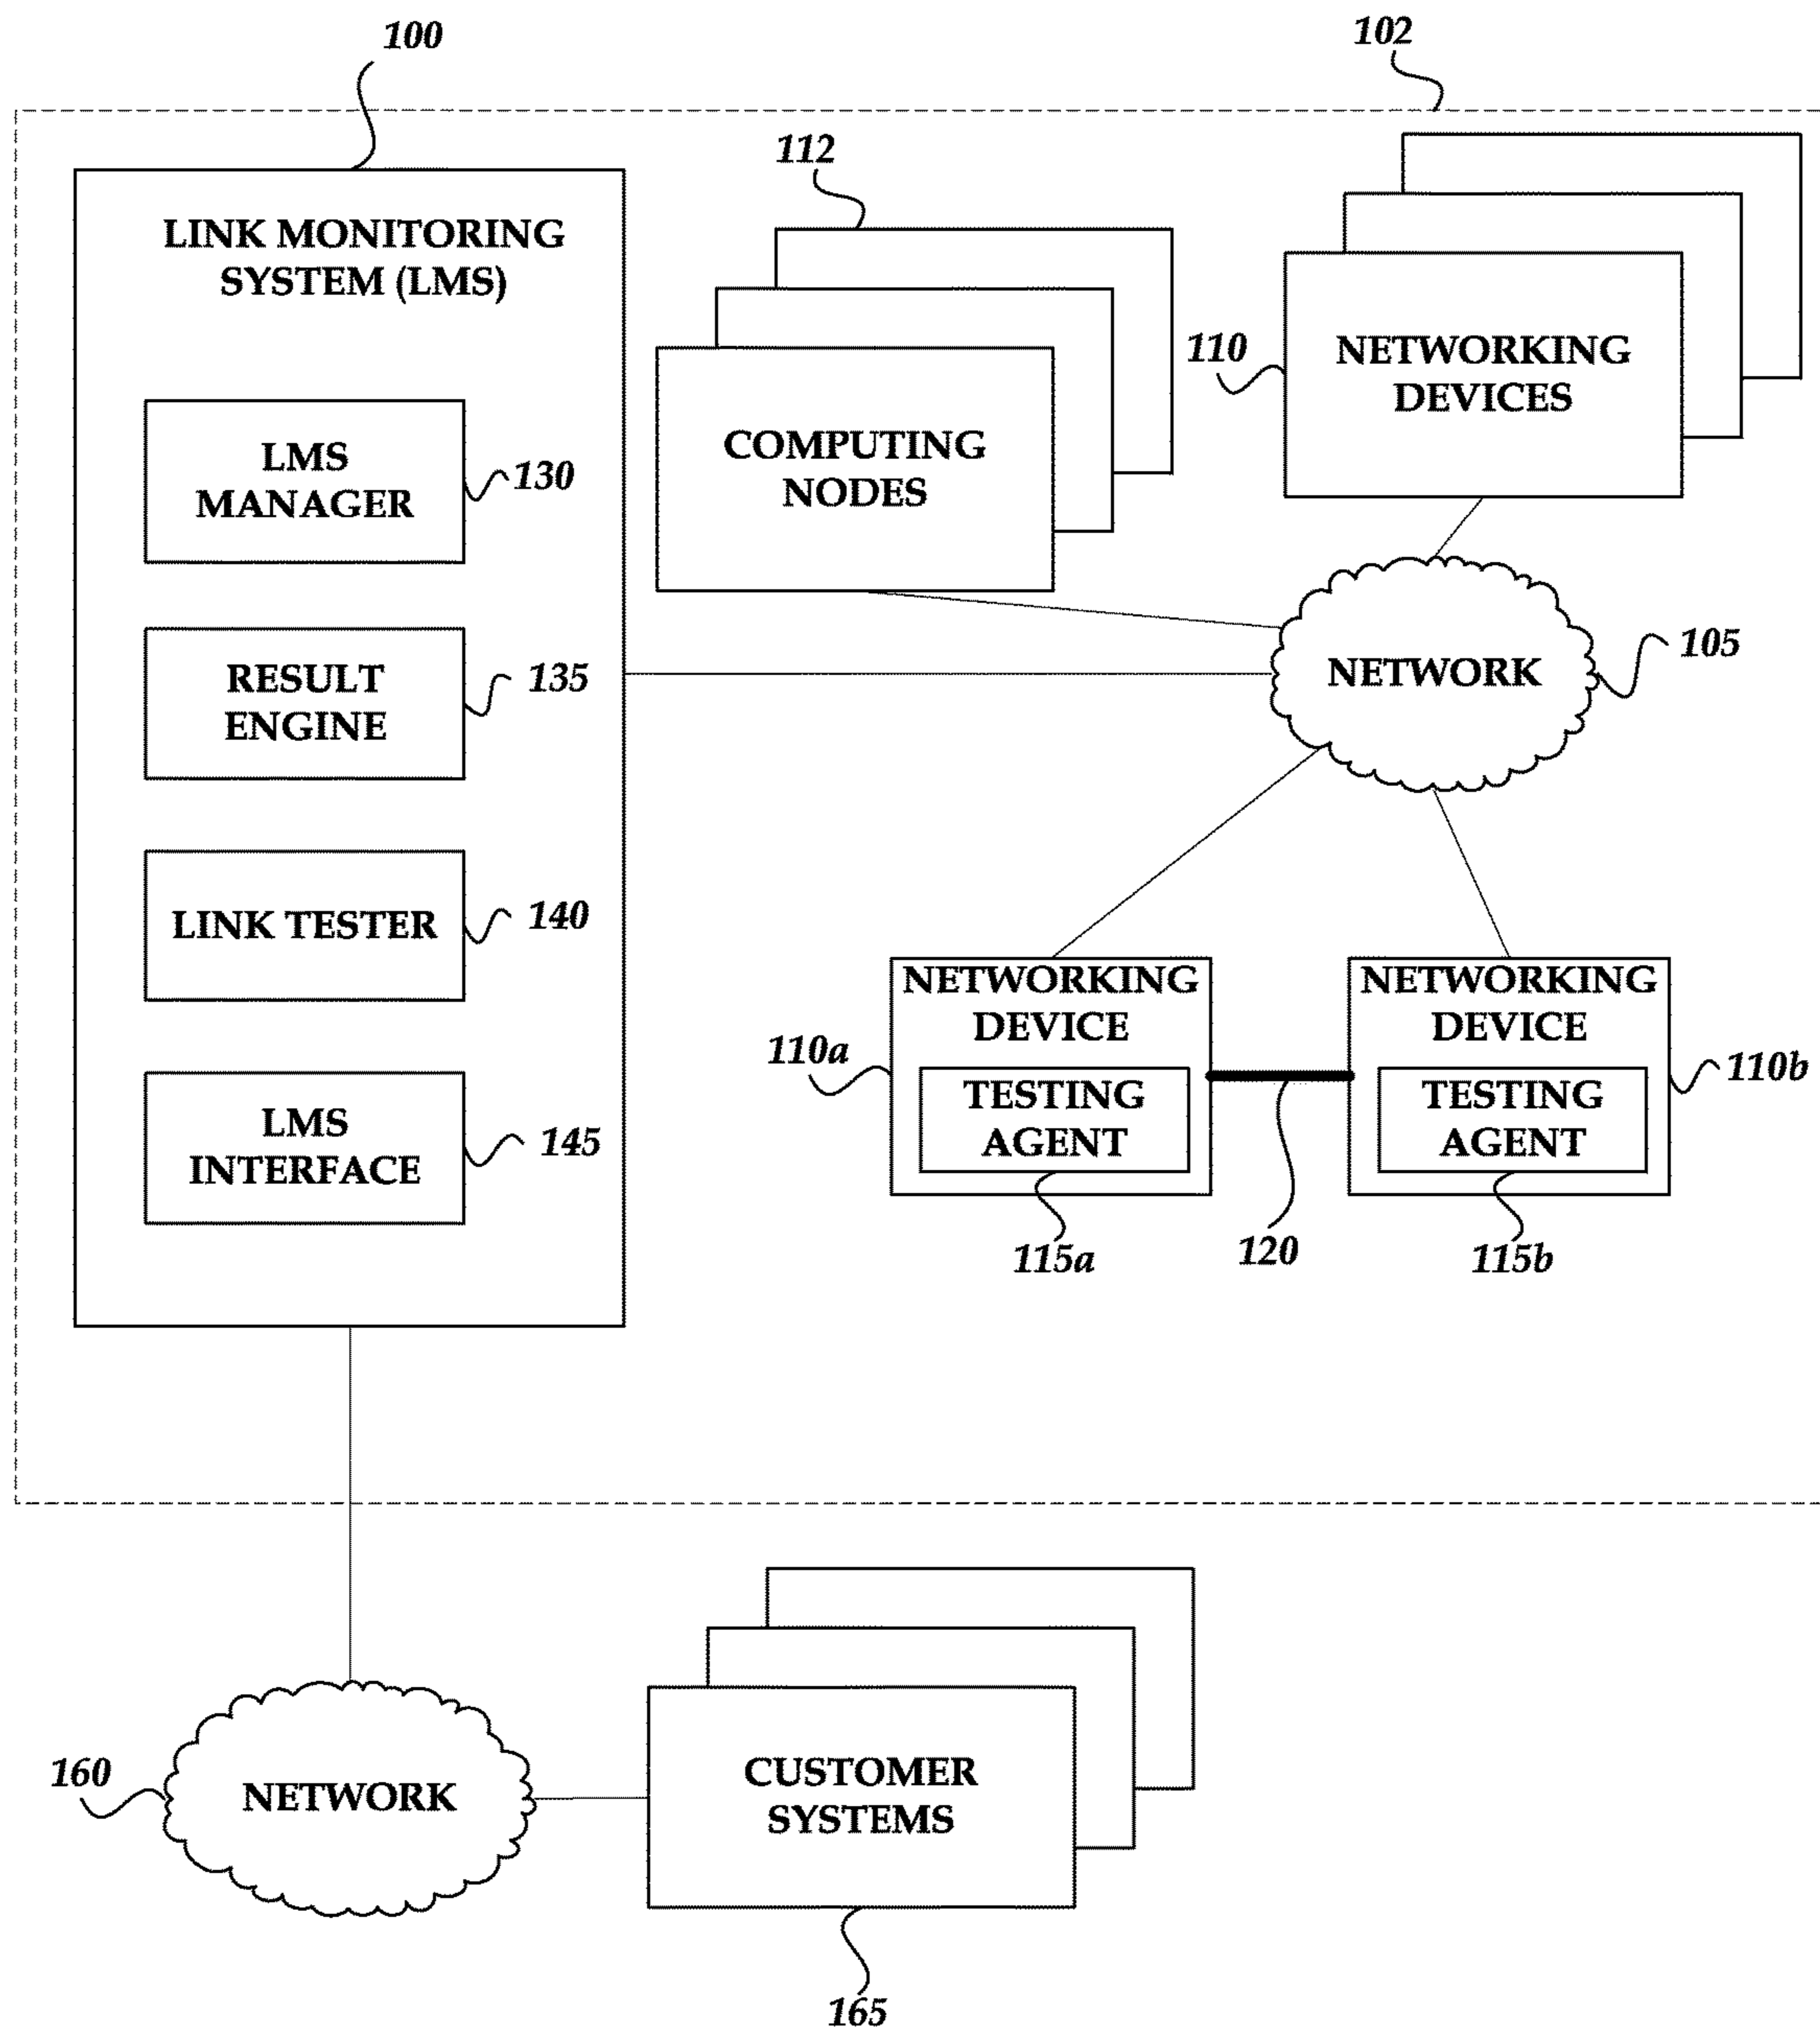 100
102
LINK MONITORING
SYSTEM (LMS)
LMS
MANAGER
130
RESULT
ENGINE
135
LINK TESTER
140
LMS
INTERFACE
145
112
COMPUTING
NODES
110
NETWORKING
DEVICES
NETWORK
105
NETWORKING
DEVICE
110a
TESTING
AGENT
115a
120
NETWORKING
DEVICE
110b
TESTING
AGENT
115b
160
NETWORK
CUSTOMER
SYSTEMS
165